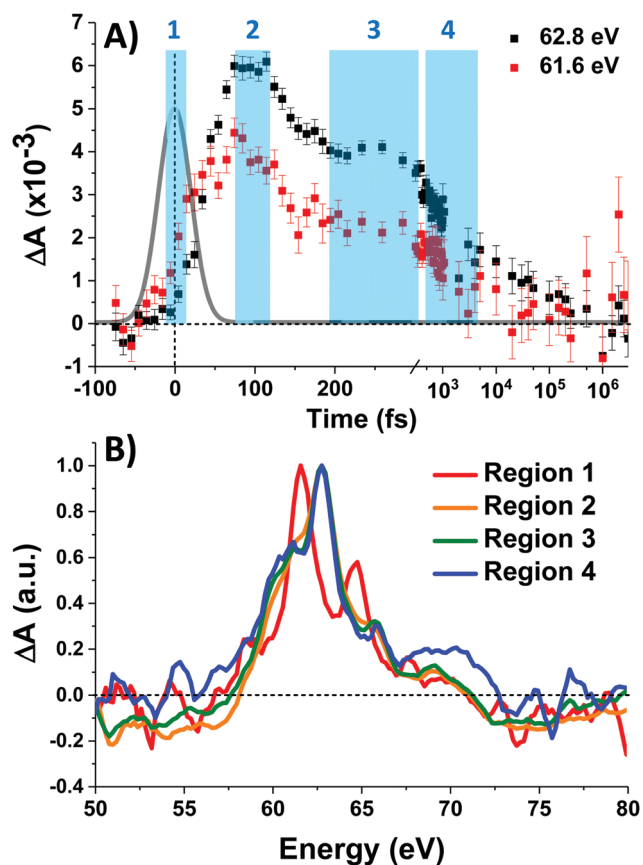 A)
1 2 3 4
62.8 eV
61.6 eV
ΔA (x10⁻³)
6
5
4
3
2
1
0
-1
-100 0 100 200 10³ 10⁴ 10⁵ 10⁶
Time (fs)
B)
Region 1
Region 2
Region 3
Region 4
ΔA (a.u.)
1.0
0.8
0.6
0.4
0.2
0.0
-0.2
-0.4
50 55 60 65 70 75 80
Energy (eV)